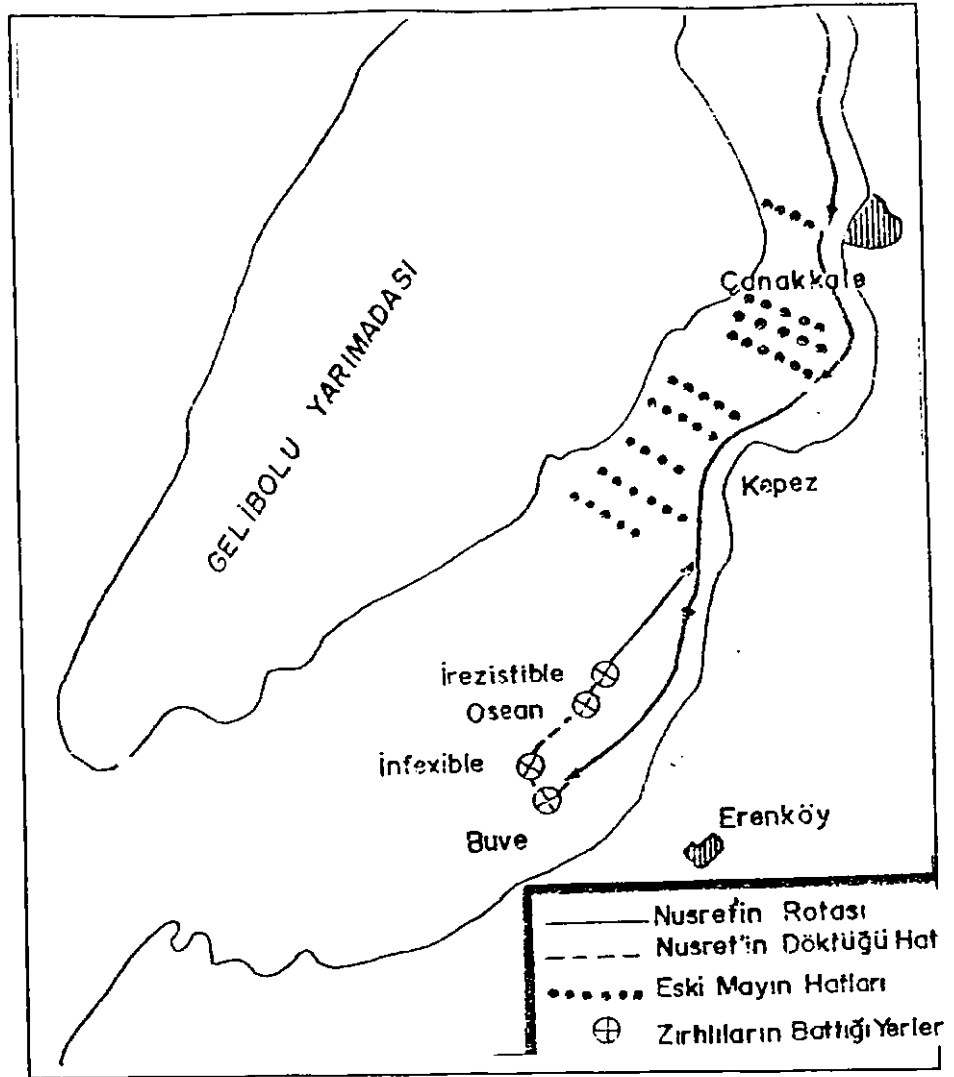 Çanakkale
GELİBOLU YARIMADASI
Kepez
İrezistible
Osean
İnfexible
Buve
Erenköy
Nusret'in Rotası
Nusret'in Döktüğü Hat
Eski Mayın Hatları
Zırhlıların Battığı Yerler